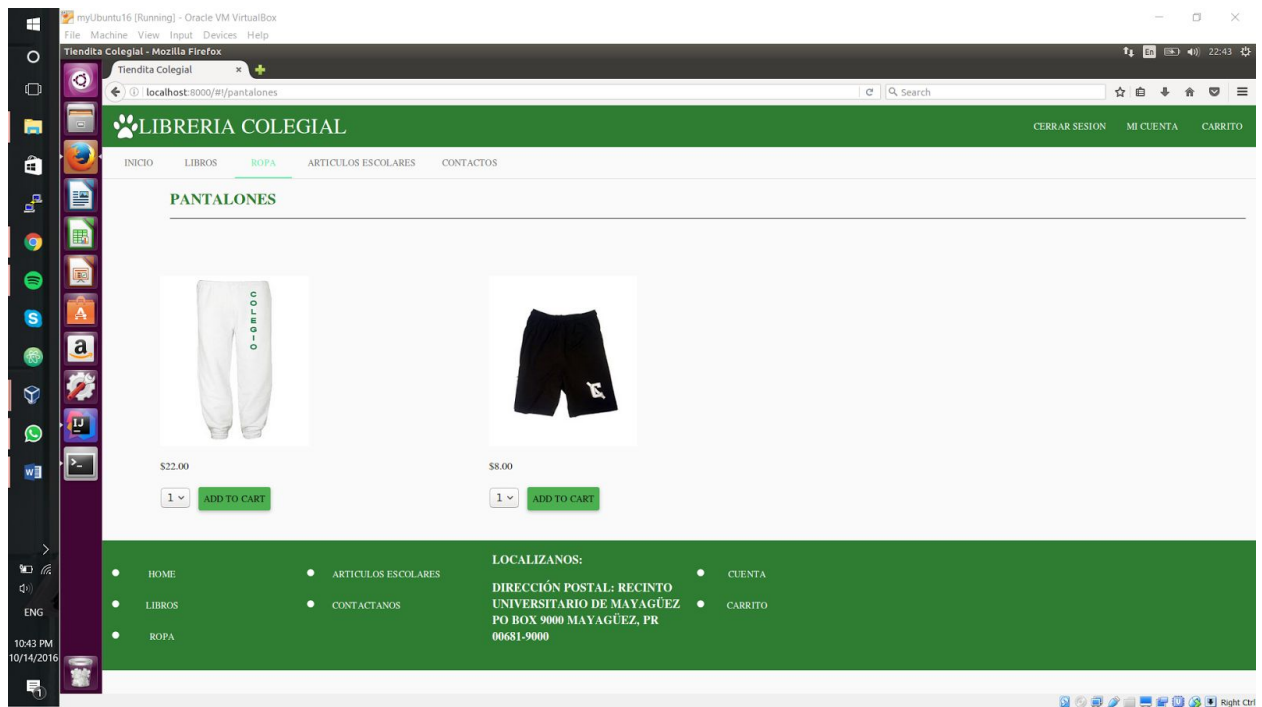 myUbuntu16 [Running] - Oracle VM VirtualBox
File Machine View Input Devices Help
Tiendita Colegial - Mozilla Firefox
En
22:43
Tiendita Colegial
localhost:8000/#!/pantalones
Search
LIBRERIA COLEGIAL
CERRAR SESION MI CUENTA CARRITO
INICIO LIBROS ROPA ARTICULOS ESCOLARES CONTACTOS
PANTALONES
COLEGIO
$22.00
$8.00
1 ADD TO CART
1 ADD TO CART
HOME
LIBROS
ROPA
ARTICULOS ESCOLARES
CONTACTANOS
LOCALIZANOS:
DIRECCIÓN POSTAL: RECINTO
UNIVERSITARIO DE MAYAGÜEZ
PO BOX 9000 MAYAGÜEZ, PR
00681-9000
CUENTA
CARRITO
ENG
10:43 PM
10/14/2016
1
Right Ctrl